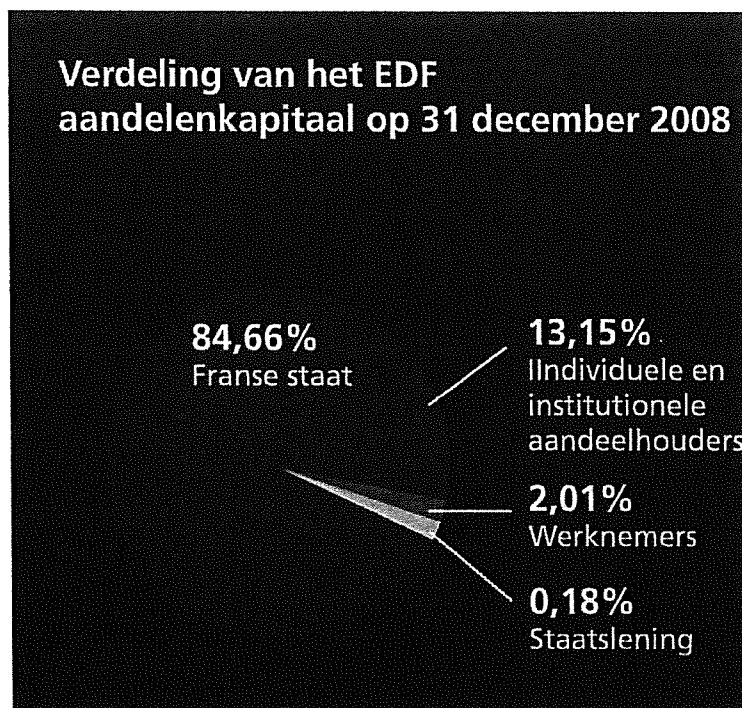 Verdeling van het EDF
aandelenkapitaal op 31 december 2008
84,66%
Franse staat
13,15%
IIndividuele en
institutionele
aandeelhouders
2,01%
Werknemers
0,18%
Staatslening